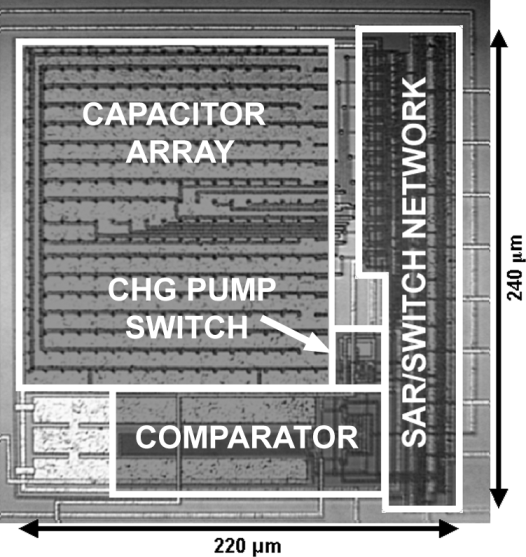 CAPACITOR
ARRAY
SAR/SWITCH NETWORK
CHG PUMP
SWITCH
COMPARATOR
240 µm
220 µm